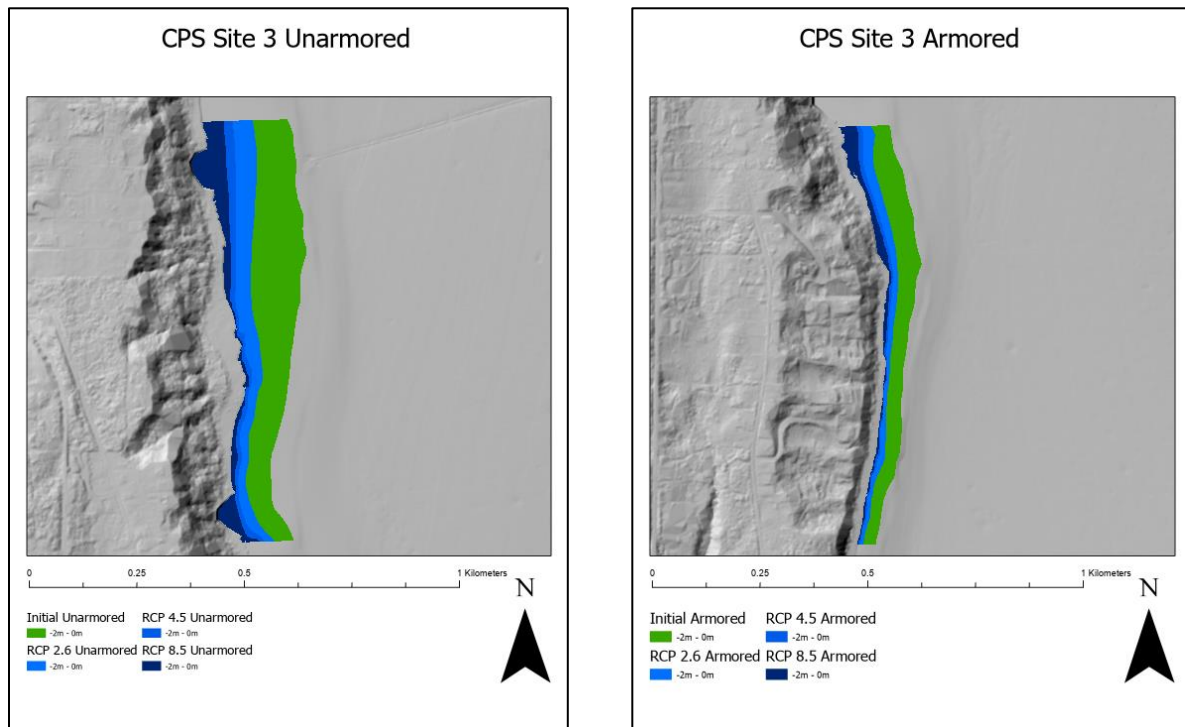 CPS Site 3 Unarmored
0 0.5 1 Kilometers
N
Initial Unarmored RCP 4.5 Unarmored
-2m - 0m -2m - 0m
RCP 2.6 Unarmored RCP 8.5 Unarmored
-2m - 0m -2m - 0m
CPS Site 3 Armored
0 0.25 0.5 1 Kilometers
N
Initial Armored RCP 4.5 Armored
-2m - 0m -2m - 0m
RCP 2.6 Armored RCP 8.5 Armored
-2m - 0m -2m - 0m